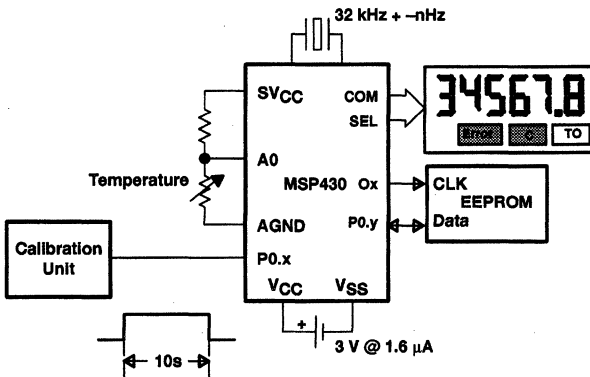 32 kHz + –nHz
SVCC
COM
SEL
34567.8
Error
C
TO
A0
Temperature
MSP430
Ox
CLK
EEPROM
AGND
P0.y
Data
Calibration
Unit
P0.x
VCC
VSS
+
3 V @ 1.6 μA
10s